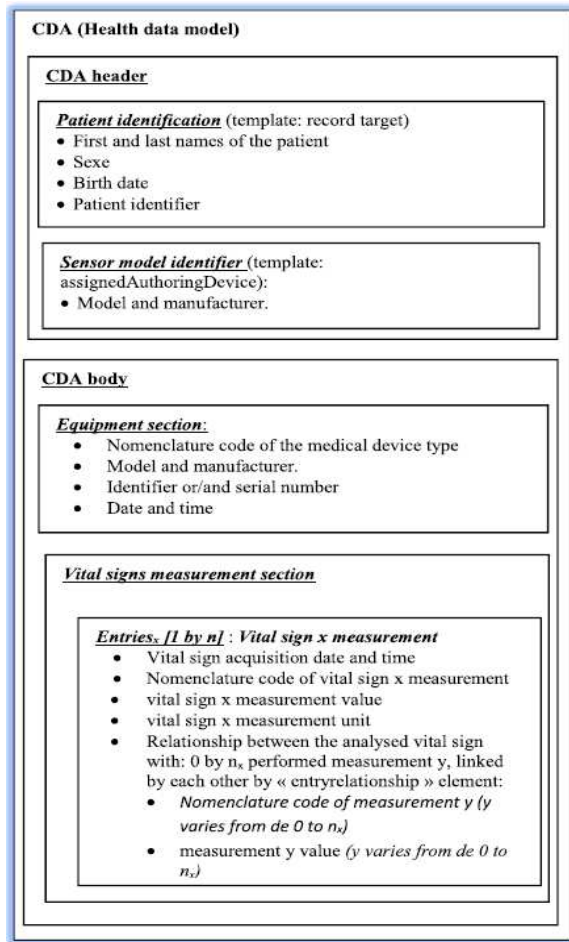 CDA (Health data model)
CDA header
Patient identification (template: record target)
• First and last names of the patient
• Sexe
• Birth date
• Patient identifier
Sensor model identifier (template:
assignedAuthoringDevice):
• Model and manufacturer.
CDA body
Equipment section:
• Nomenclature code of the medical device type
• Model and manufacturer.
• Identifier or/and serial number
• Date and time
Vital signs measurement section
Entriesₓ [1 by n] : Vital sign x measurement
• Vital sign acquisition date and time
• Nomenclature code of vital sign x measurement
• vital sign x measurement value
• vital sign x measurement unit
• Relationship between the analysed vital sign
with: 0 by nₓ performed measurement y, linked
by each other by « entryrelationship » element:
• Nomenclature code of measurement y (y
varies from de 0 to nₓ)
• measurement y value (y varies from de 0 to
nₓ)